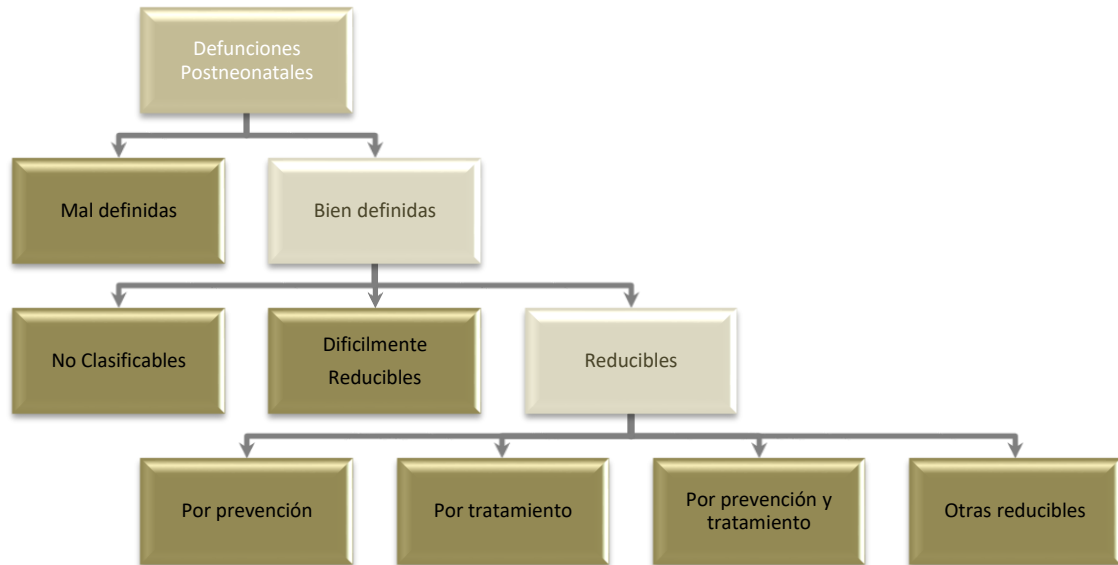 Defunciones
Postneonatales
Mal definidas
Bien definidas
No Clasificables
Dificilmente
Reducibles
Reducibles
Por prevención
Por tratamiento
Por prevención y
tratamiento
Otras reducibles